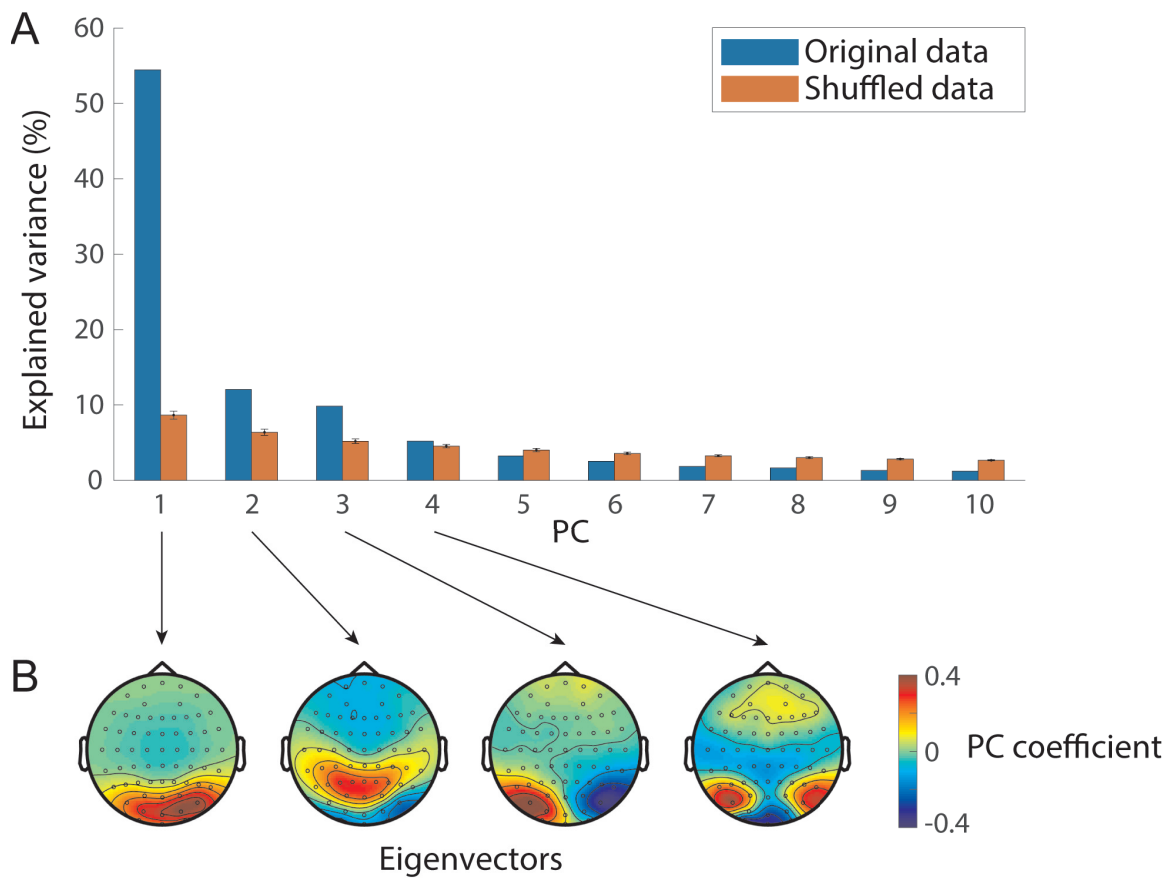 A
60
50
40
30
20
10
0
Explained variance (%)
Original data
Shuffled data
1 2 3 4 5 6 7 8 9 10
PC
B
0.4
0
-0.4
PC coefficient
Eigenvectors